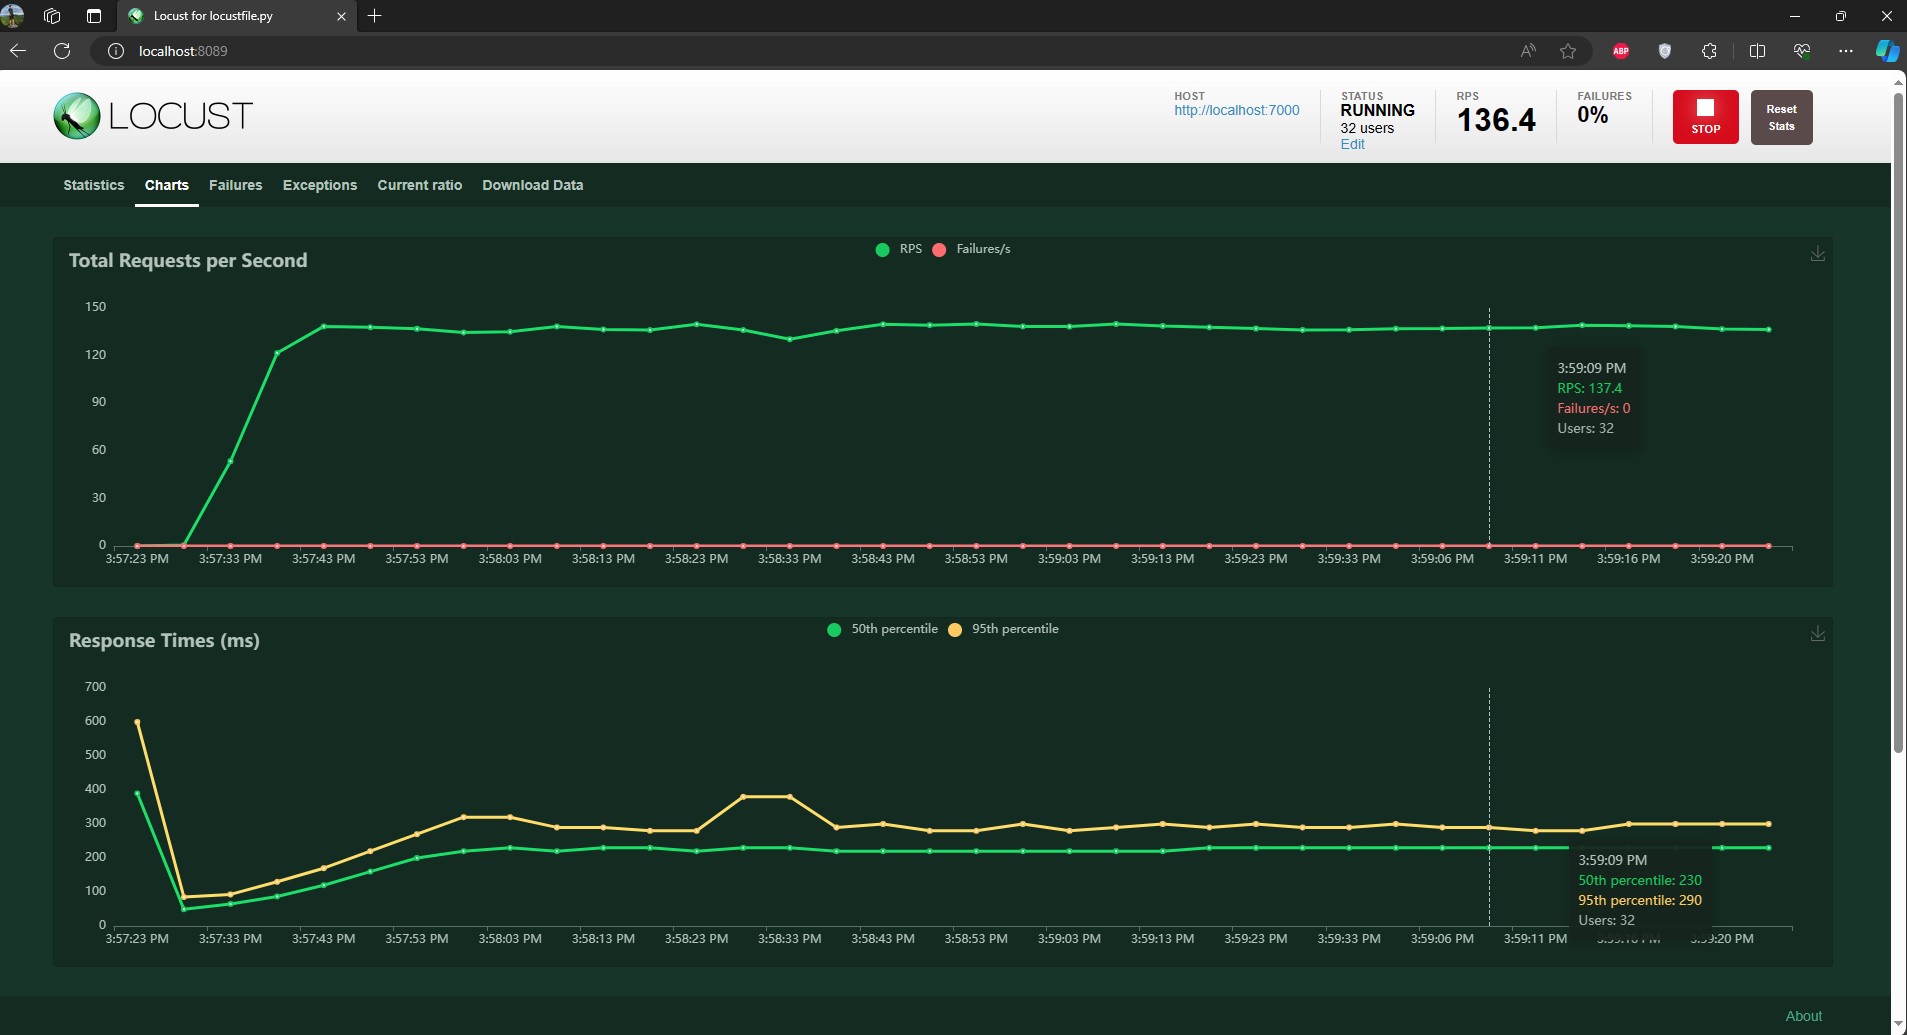 Locust for locustfile.py
localhost:8089
ABP
LOCUST
HOST
http://localhost:7000
STATUS
RUNNING
32 users
Edit
RPS
136.4
FAILURES
0%
STOP
Reset
Stats
Statistics Charts Failures Exceptions Current ratio Download Data
Total Requests per Second
RPS Failures/s
150
120
90
60
30
0
3:59:09 PM
RPS: 137.4
Failures/s: 0
Users: 32
3:57:23 PM 3:57:33 PM 3:57:43 PM 3:57:53 PM 3:58:03 PM 3:58:13 PM 3:58:23 PM 3:58:33 PM 3:58:43 PM 3:58:53 PM 3:59:03 PM 3:59:13 PM 3:59:23 PM 3:59:33 PM 3:59:06 PM 3:59:11 PM 3:59:16 PM 3:59:20 PM
Response Times (ms)
50th percentile 95th percentile
700
600
500
400
300
200
100
0
3:59:09 PM
50th percentile: 230
95th percentile: 290
Users: 32
3:57:23 PM 3:57:33 PM 3:57:43 PM 3:57:53 PM 3:58:03 PM 3:58:13 PM 3:58:23 PM 3:58:33 PM 3:58:43 PM 3:58:53 PM 3:59:03 PM 3:59:13 PM 3:59:23 PM 3:59:33 PM 3:59:06 PM 3:59:11 PM 3:59:16 PM 3:59:20 PM
About